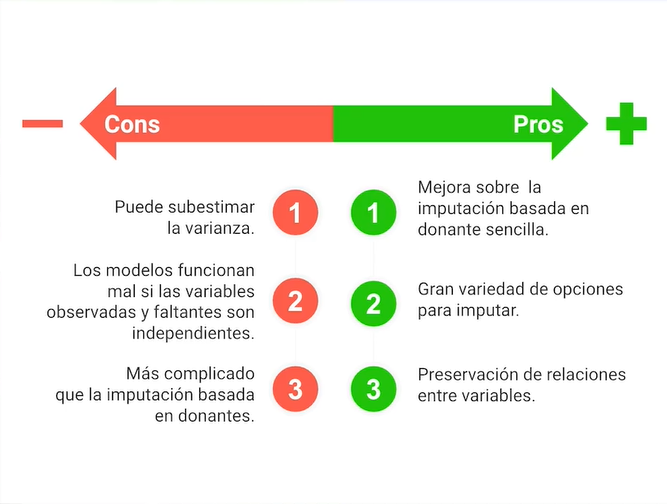 Cons
Pros
Puede subestimar
la varianza.
1
Los modelos funcionan
mal si las variables
observadas y faltantes son
independientes.
2
Más complicado
que la imputación basada
en donantes.
3
1
Mejora sobre la
imputación basada en
donante sencilla.
2
Gran variedad de opciones
para imputar.
3
Preservación de relaciones
entre variables.